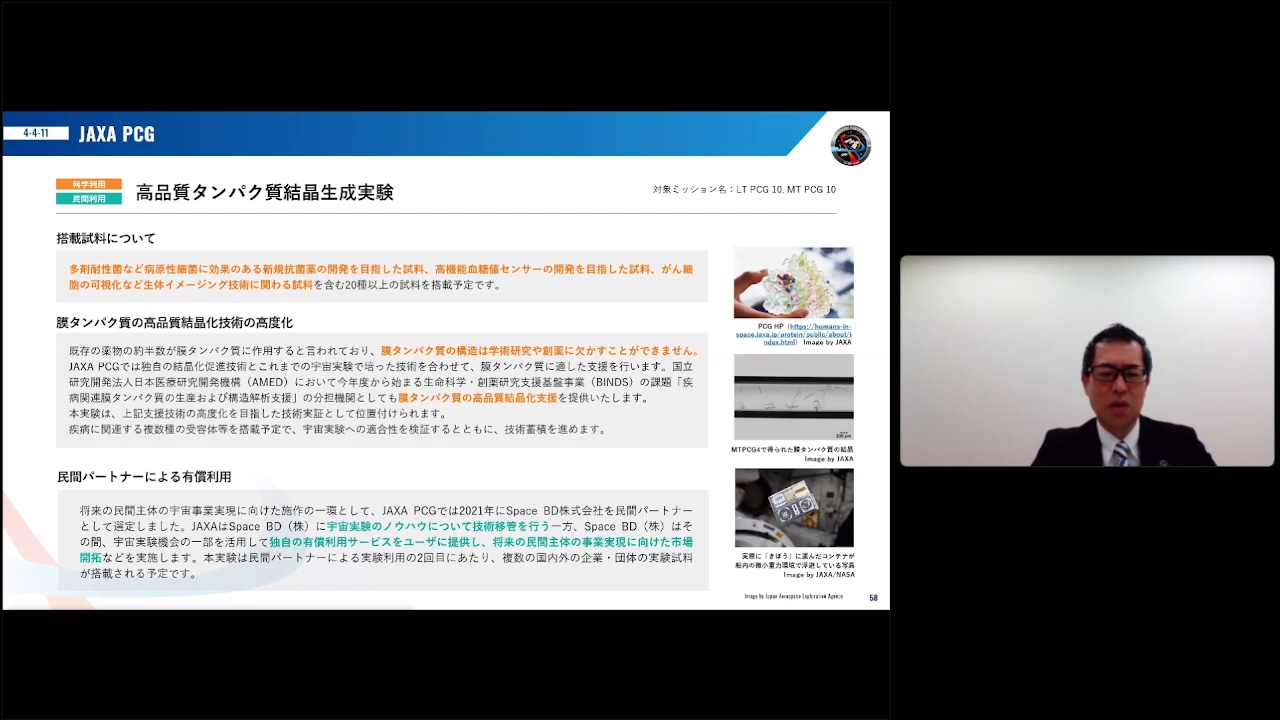 4-4-11
JAXA PCG
科学利用
民間利用
高品質タンパク質結晶生成実験
対象ミッション名：LT PCG 10, MT PCG 10
搭載試料について
多剤耐性菌など病原性細菌に効果のある新規抗菌薬の開発を目指した試料、高機能血糖値センサーの開発を目指した試料、がん細
胞の可視化など生体イメージング技術に関わる試料を含む20種以上の試料を搭載予定です。
膜タンパク質の高品質結晶化技術の高度化
既存の薬物の約半数が膜タンパク質に作用すると言われており、膜タンパク質の構造は学術研究や創薬に欠かすことができません。
JAXA PCGでは独自の結晶化促進技術とこれまでの宇宙実験で培った技術を合わせて、膜タンパク質に適した支援を行います。国立
研究開発法人日本医療研究開発機構（AMED）において今年度から始まる生命科学・創薬研究支援基盤事業（BINDS）の課題「疾
病関連膜タンパク質の生産および構造解析支援」の分担機関としても膜タンパク質の高品質結晶化支援を提供いたします。
本実験は、上記支援技術の高度化を目指した技術実証として位置付けられます。
疾病に関連する複数種の受容体等を搭載予定で、宇宙実験への適合性を検証するとともに、技術蓄積を進めます。
民間パートナーによる有償利用
将来の民間主体の宇宙事業実現に向けた施作の一環として、JAXA PCGでは2021年にSpace BD株式会社を民間パートナー
として選定しました。JAXAはSpace BD（株）に宇宙実験のノウハウについて技術移管を行う一方、Space BD（株）はそ
の間、宇宙実験機会の一部を活用して独自の有償利用サービスをユーザに提供し、将来の民間主体の事業実現に向けた市場
開拓などを実施します。本実験は民間パートナーによる実験利用の2回目にあたり、複数の国内外の企業・団体の実験試料
が搭載される予定です。
PCG HP（https://humans-in-
space.jaxa.jp/protein/public/about/i
ndex.html） Image by JAXA
200 μm
MTPCG4で得られた膜タンパク質の結晶
Image by JAXA
実際に「きぼう」に運んだコンテナが
船内の微小重力環境で浮遊している写真
Image by JAXA/NASA
Image by Japan Aerospace Exploration Agency
58